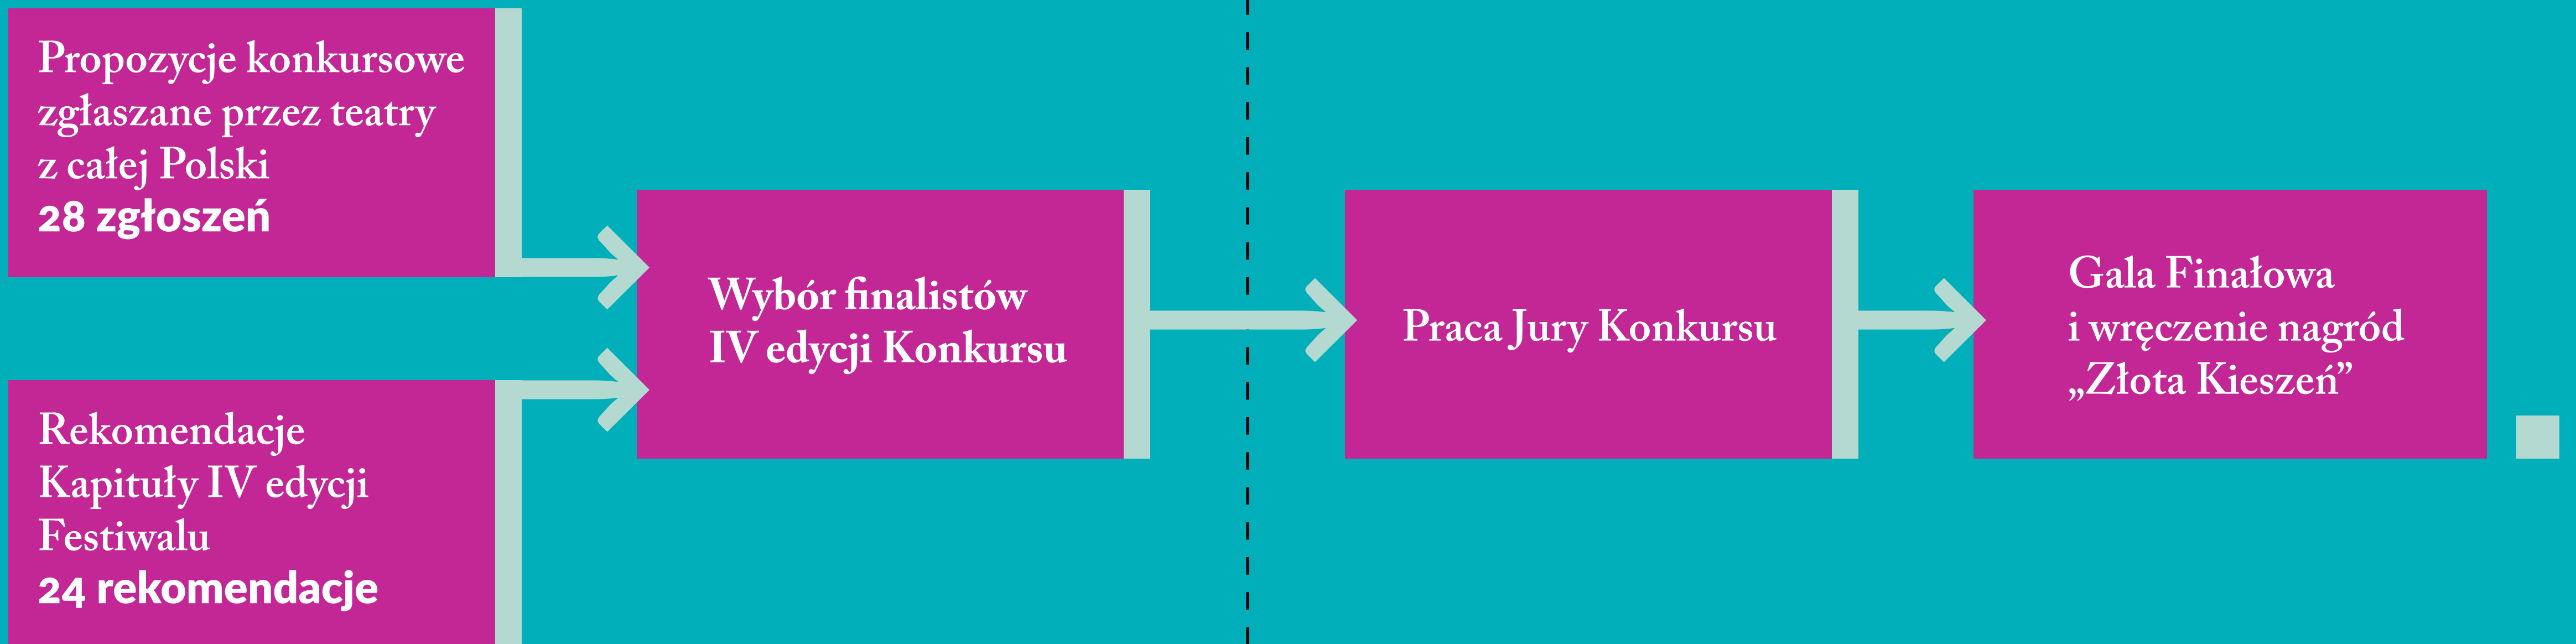 Propozycje konkursowe
zgłaszane przez teatry
z całej Polski
28 zgłoszeń
Rekomendacje
Kapituły IV edycji
Festiwalu
24 rekomendacje
Wybór finalistów
IV edycji Konkursu
Praca Jury Konkursu
Gala Finałowa
i wręczenie nagród
„Złota Kieszeń”